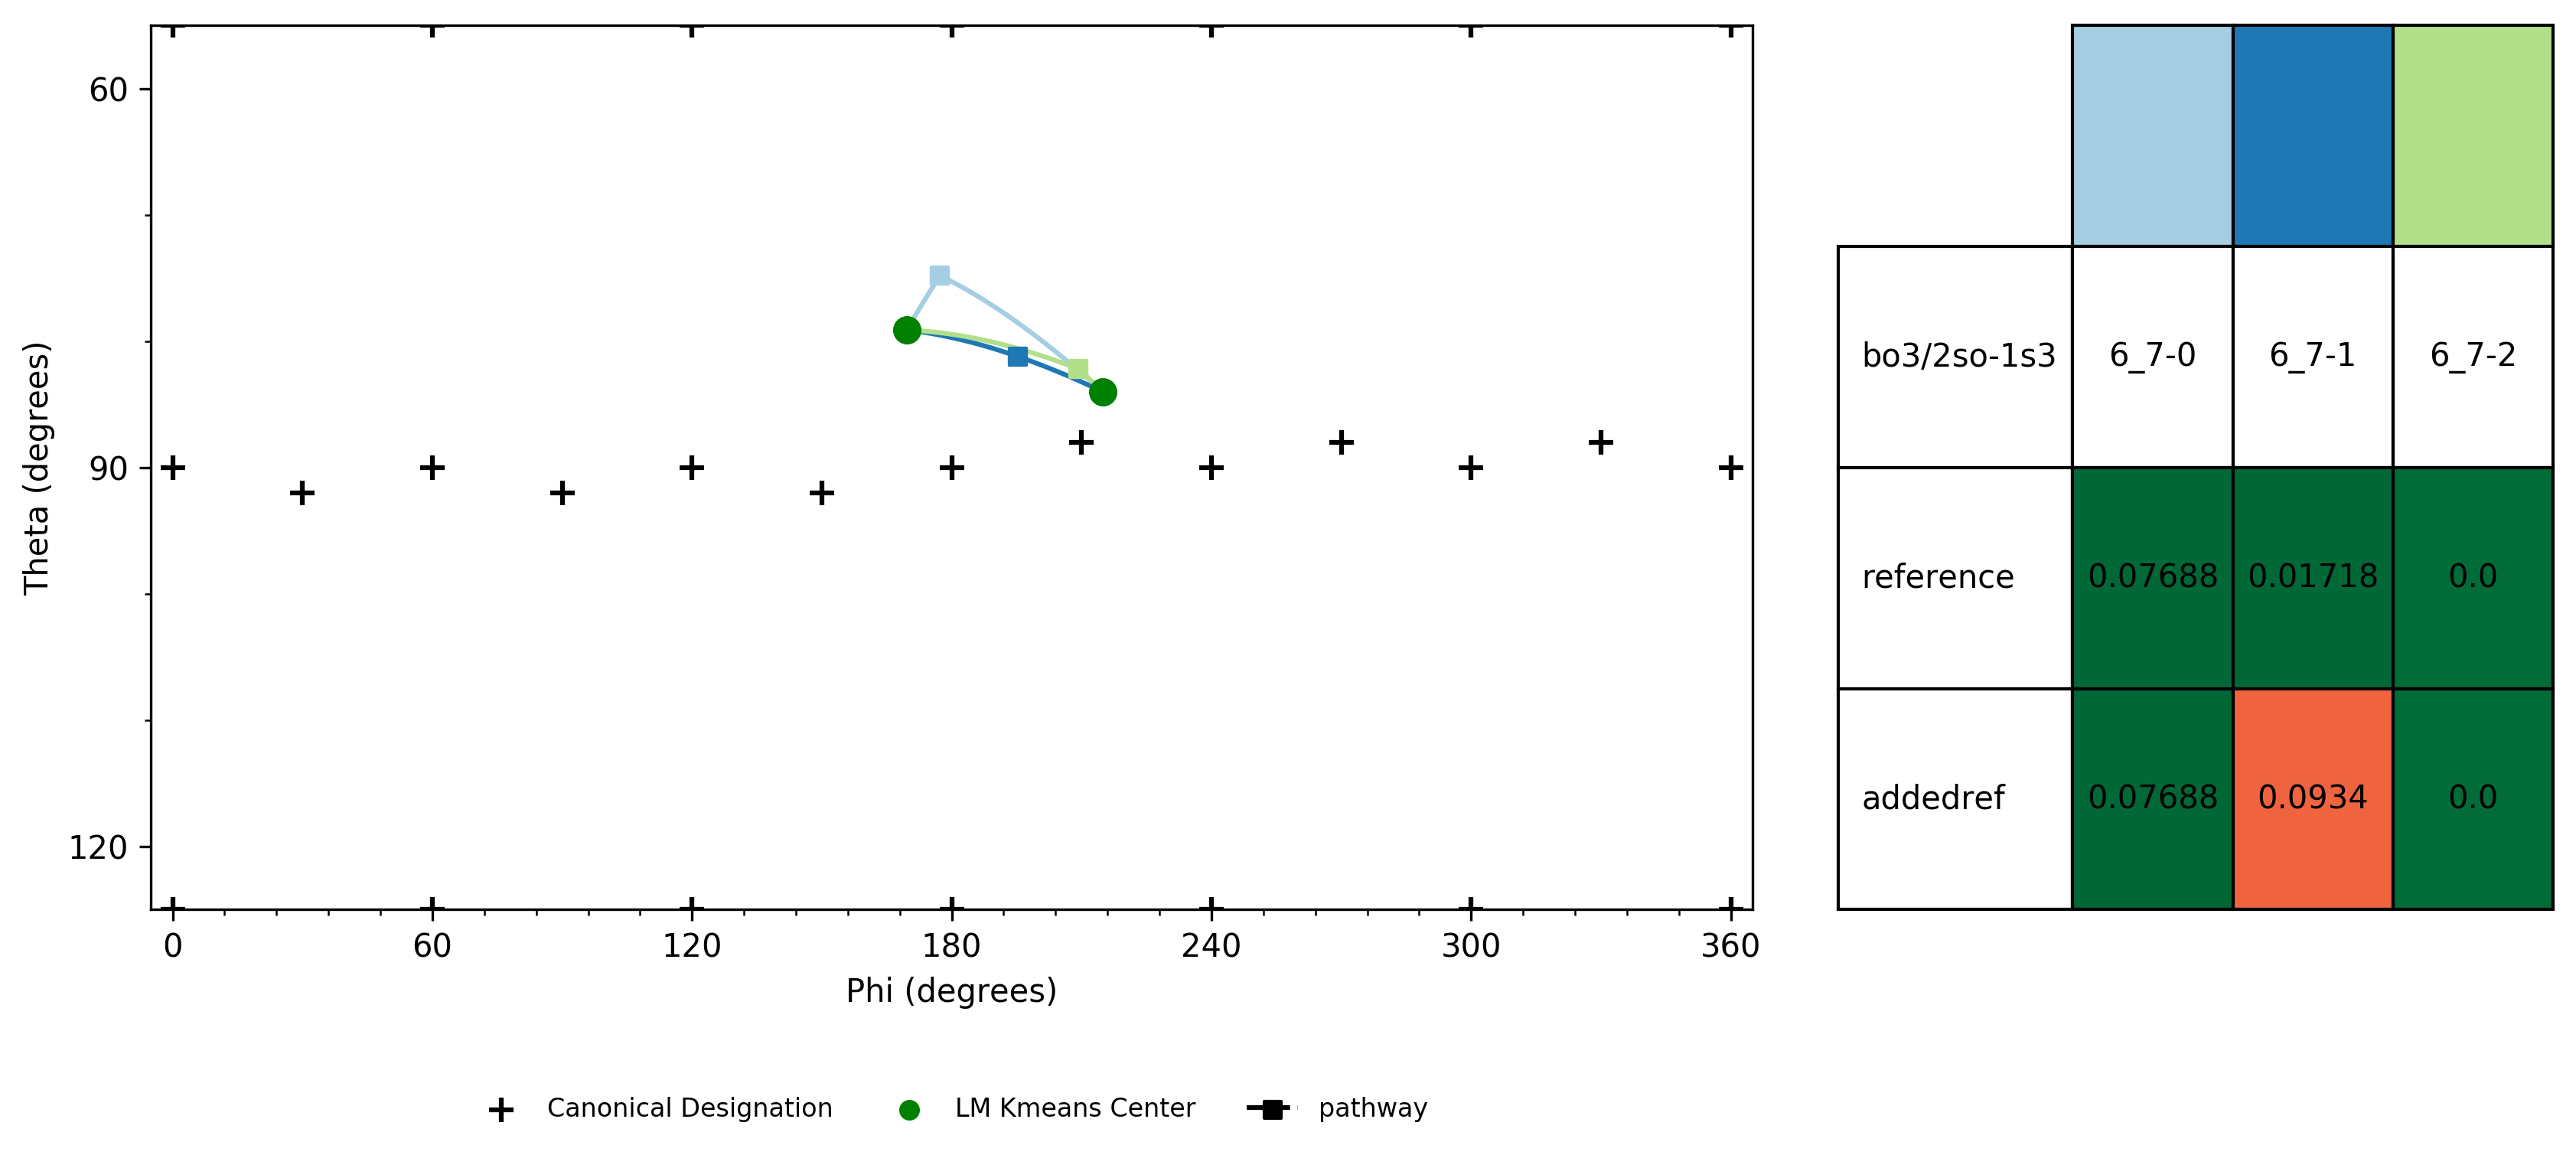 60
90
120
Theta (degrees)
0 60 120 180 240 300 360
Phi (degrees)
Canonical Designation LM Kmeans Center pathway
bo3/2so-1s3 6_7-0 6_7-1 6_7-2
reference 0.07688 0.01718 0.0
addedref 0.07688 0.0934 0.0